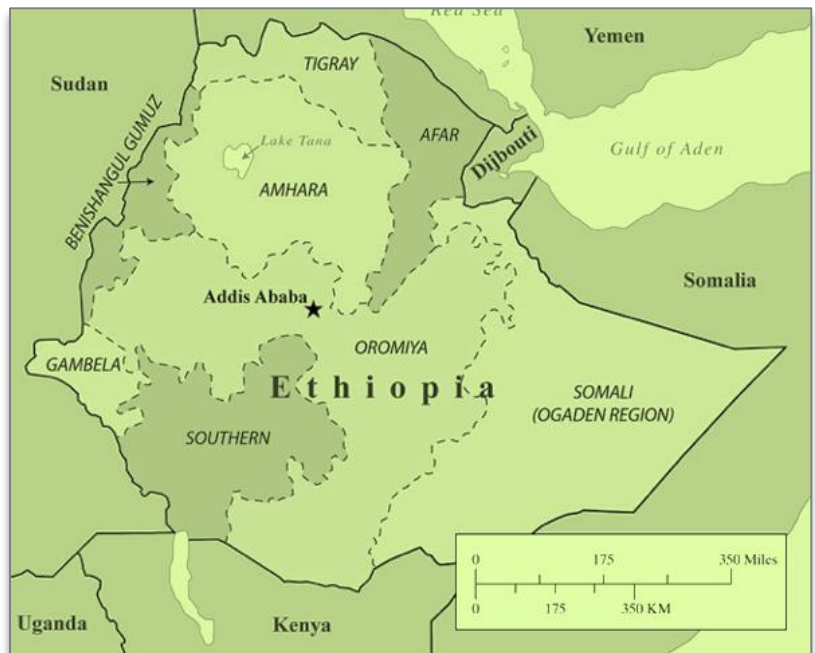 Red Sea
Yemen
Sudan
TIGRAY
BENISHANGUL GUMUZ
AFAR
Dijbouti
Lake Tana
Gulf of Aden
AMHARA
Somalia
Addis Ababa
OROMIYA
GAMBELA
Ethiopia
SOMALI
(OGADEN REGION)
SOUTHERN
0 175 350 Miles
0 175 350 KM
Uganda
Kenya